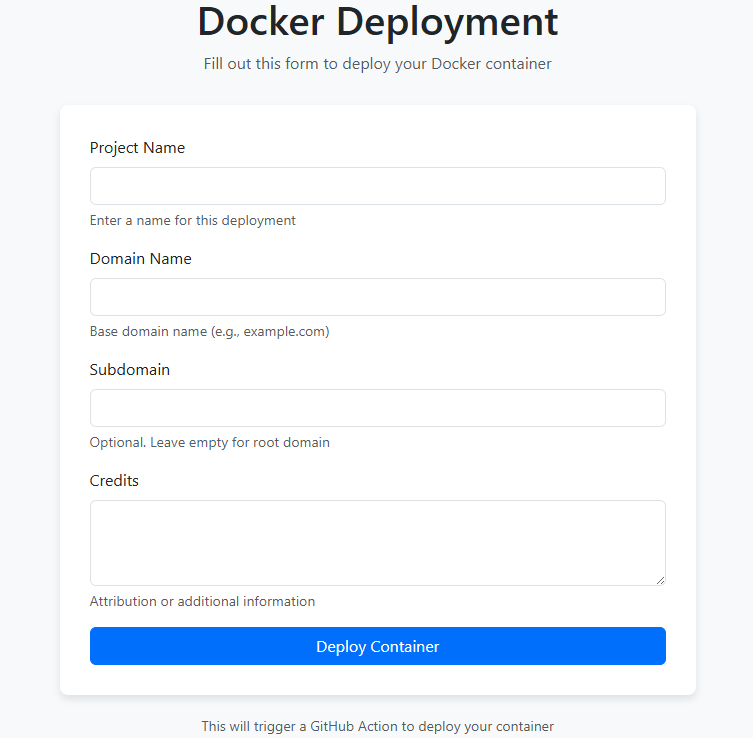 Docker Deployment
Fill out this form to deploy your Docker container
Project Name
Enter a name for this deployment
Domain Name
Base domain name (e.g., example.com)
Subdomain
Optional. Leave empty for root domain
Credits
Attribution or additional information
Deploy Container
This will trigger a GitHub Action to deploy your container